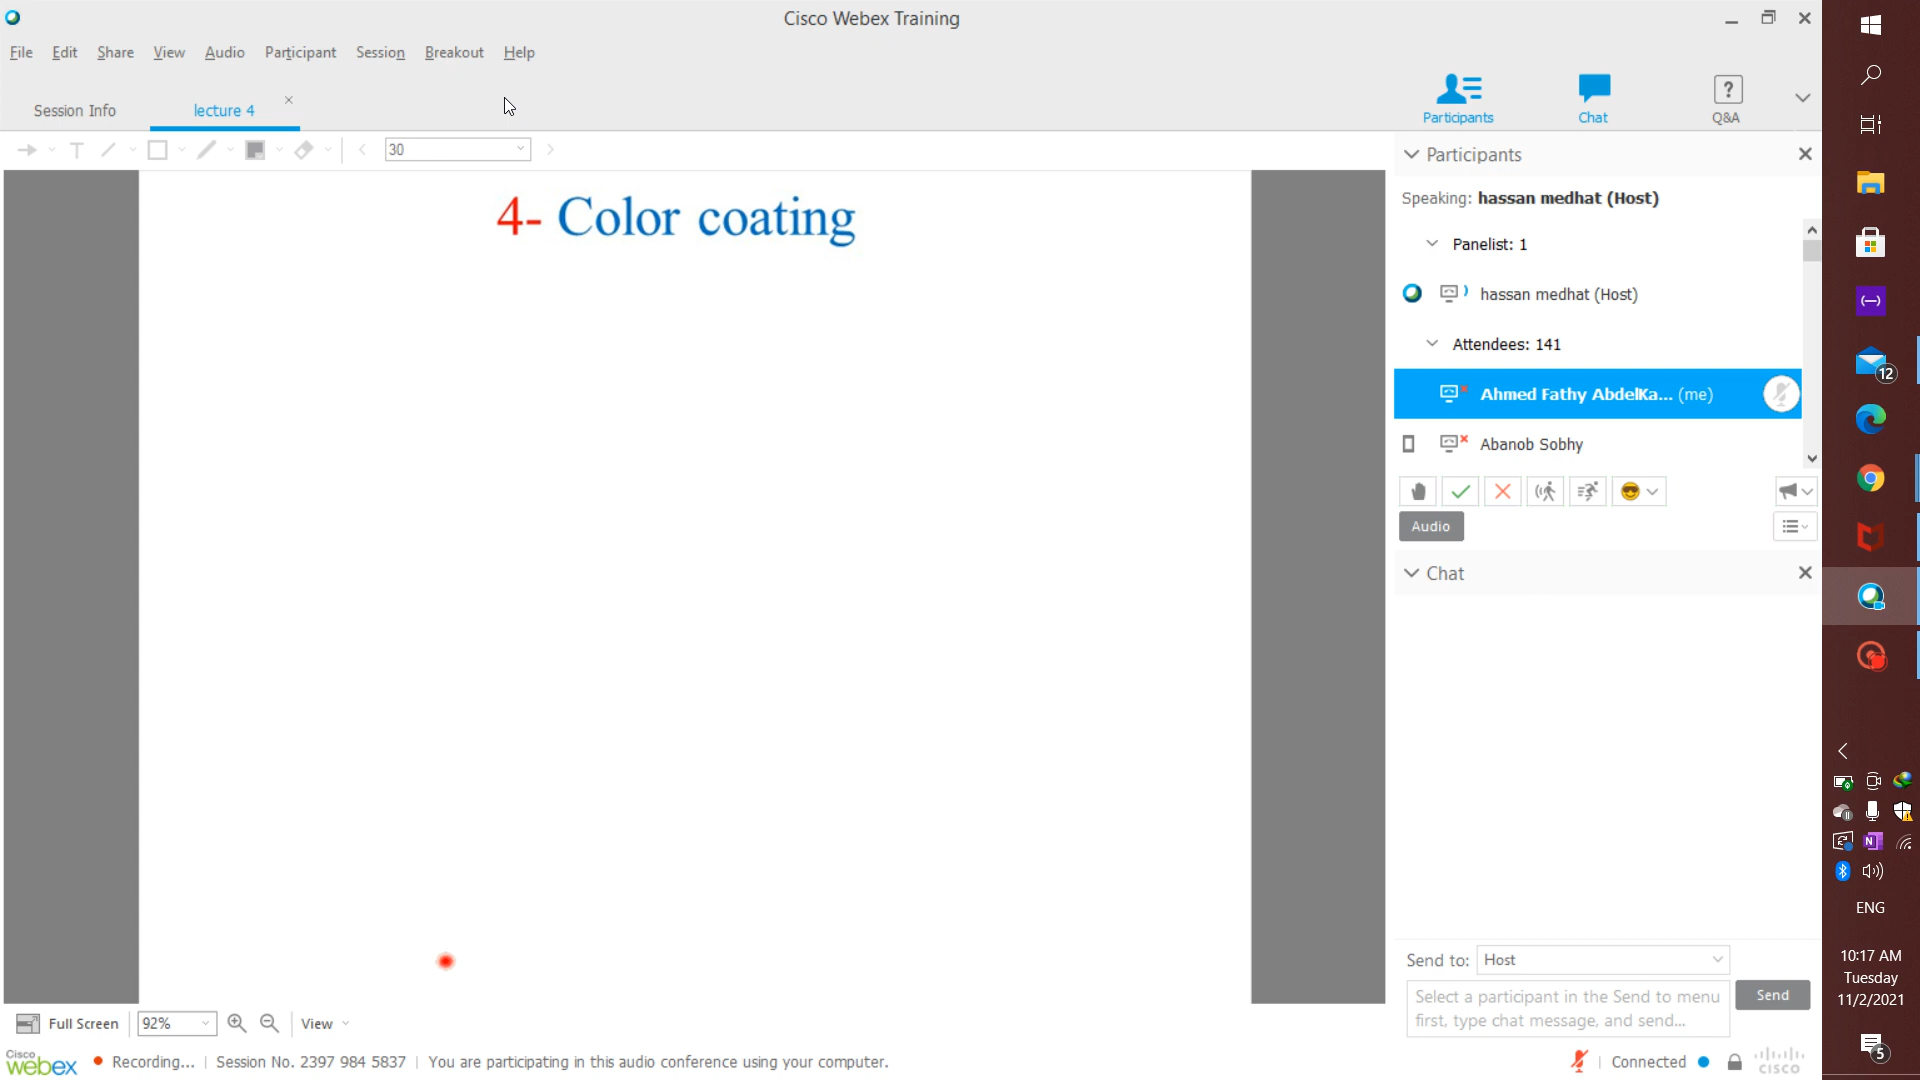 Cisco Webex Training
File Edit Share View Audio Participant Session Breakout Help
Session Info lecture 4
Participants Chat Q&A
30
4- Color coating
Participants
Speaking: hassan medhat (Host)
Panelist: 1
hassan medhat (Host)
Attendees: 141
Ahmed Fathy AbdelKa... (me)
Abanob Sobhy
Audio
Chat
Send to: Host
Select a participant in the Send to menu
first, type chat message, and send...
Send
Full Screen 92% View
Cisco webex Recording... Session No. 2397 984 5837 You are participating in this audio conference using your computer. Connected CISCO
12
ENG
10:17 AM
Tuesday
11/2/2021
5